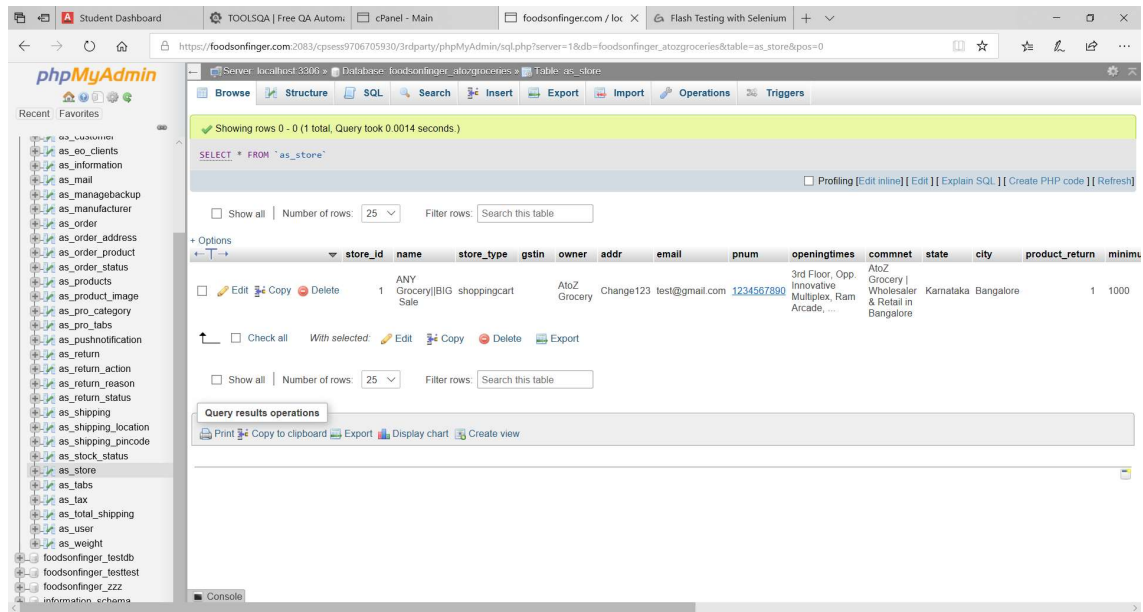 Student Dashboard
TOOLSQA | Free QA Autom
cPanel - Main
foodsonfinger.com / loc
Flash Testing with Selenium
https://foodsonfinger.com:2083/cpsess9706705930/3rdparty/phpMyAdmin/sql.php?server=1&db=foodsonfinger_atozgroceries&table=as_store&pos=0
phpMyAdmin
Recent Favorites
as_customer
as_eo_clients
as_information
as_mail
as_managebackup
as_manufacturer
as_order
as_order_address
as_order_product
as_order_status
as_products
as_product_image
as_pro_category
as_pro_tabs
as_pushnotification
as_return
as_return_action
as_return_reason
as_return_status
as_shipping
as_shipping_location
as_shipping_pincode
as_stock_status
as_store
as_tabs
as_tax
as_total_shipping
as_user
as_weight
foodsonfinger_testdb
foodsonfinger_testtest
foodsonfinger_zzz
information_schema
Server: localhost:3306 » Database: foodsonfinger_atozgroceries » Table: as_store
Browse Structure SQL Search Insert Export Import Operations Triggers
Showing rows 0 - 0 (1 total, Query took 0.0014 seconds.)
SELECT * FROM `as_store`
Profiling [Edit inline] [ Edit ] [ Explain SQL ] [ Create PHP code ] [ Refresh]
Show all | Number of rows: 25 Filter rows: Search this table
+ Options
store_id name store_type gstin owner addr email pnum openingtimes commnet state city product_return minimu
Edit Copy Delete 1 ANY Grocery||BIG Sale shoppingcart AtoZ Grocery Change123 test@gmail.com 1234567890 3rd Floor, Opp. Innovative Multiplex, Ram Arcade, ... AtoZ Grocery | Wholesaler & Retail in Bangalore Karnataka Bangalore 1 1000
Check all With selected: Edit Copy Delete Export
Show all | Number of rows: 25 Filter rows: Search this table
Query results operations
Print Copy to clipboard Export Display chart Create view
Console